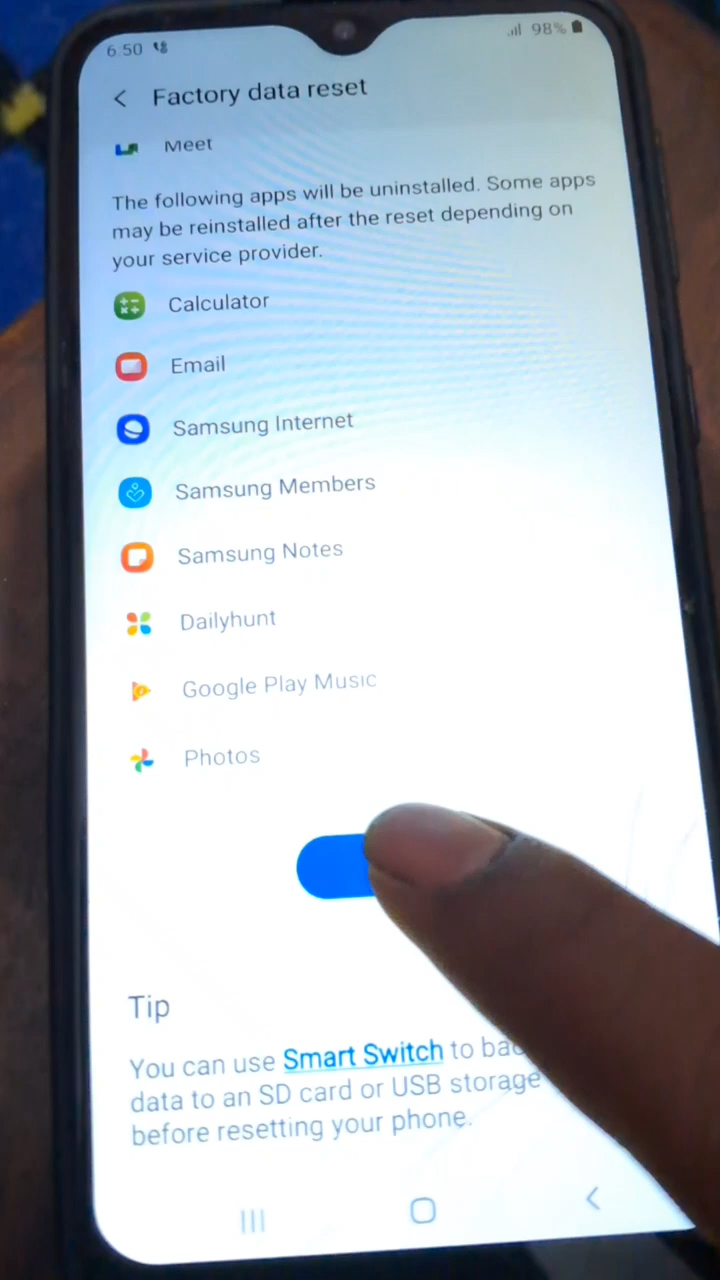 6:50
98%
Factory data reset
Meet
The following apps will be uninstalled. Some apps
may be reinstalled after the reset depending on
your service provider.
Calculator
Email
Samsung Internet
Samsung Members
Samsung Notes
Dailyhunt
Google Play Music
Photos
Tip
You can use Smart Switch to
data to an SD card or USB storage
before resetting your phone.